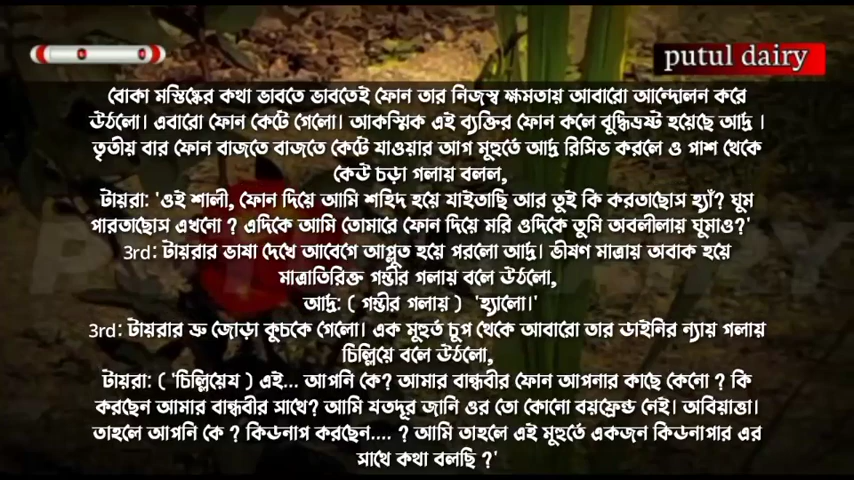 putul dairy
বোকা মস্তিষ্কের কথা ভাবতে ভাবতেই ফোন তার নিজস্ব ক্ষমতায় আবারো আন্দোলন করে
উঠলো। এবারো ফোন কেটে গেলো। আকস্মিক এই ব্যক্তির ফোন কলে বুদ্ধিভ্রষ্ট হয়েছে আর্দ্র ।
তৃতীয় বার ফোন বাজতে বাজতে কেটে যাওয়ার আগ মুহুর্তে আর্দ্র রিসিভ করলে ও পাশ থেকে
কেউ চড়া গলায় বলল,
টায়রা: 'ওই শালী, ফোন দিয়ে আমি শহিদ হয়ে যাইতাছি আর তুই কি করতাছোস হ্যাঁ? ঘুম
পারতাছোস এখনো ? এদিকে আমি তোমারে ফোন দিয়ে মরি ওদিকে তুমি অবলীলায় ঘুমাও?'
3rd: টায়রার ভাষা দেখে আবেগে আপ্লুত হয়ে পরলো আর্দ্র। ভীষণ মাত্রায় অবাক হয়ে
মাত্রাতিরিক্ত গম্ভীর গলায় বলে উঠলো,
আর্দ্র: ( গম্ভীর গলায় ) 'হ্যালো।'
3rd: টায়রার ভ্রু জোড়া কুচকে গেলো। এক মুহুর্ত চুপ থেকে আবারো তার ডাইনির ন্যায় গলায়
চিল্লিয়ে বলে উঠলো,
টায়রা: ( 'চিল্লিয়েয ) এই... আপনি কে? আমার বান্ধবীর ফোন আপনার কাছে কেনো ? কি
করছেন আমার বান্ধবীর সাথে? আমি যতদূর জানি ওর তো কোনো বয়ফ্রেন্ড নেই। অবিয়াত্তা।
তাহলে আপনি কে ? কিডনাপ করছেন.... ? আমি তাহলে এই মুহুর্তে একজন কিডনাপার এর
সাথে কথা বলছি ?'